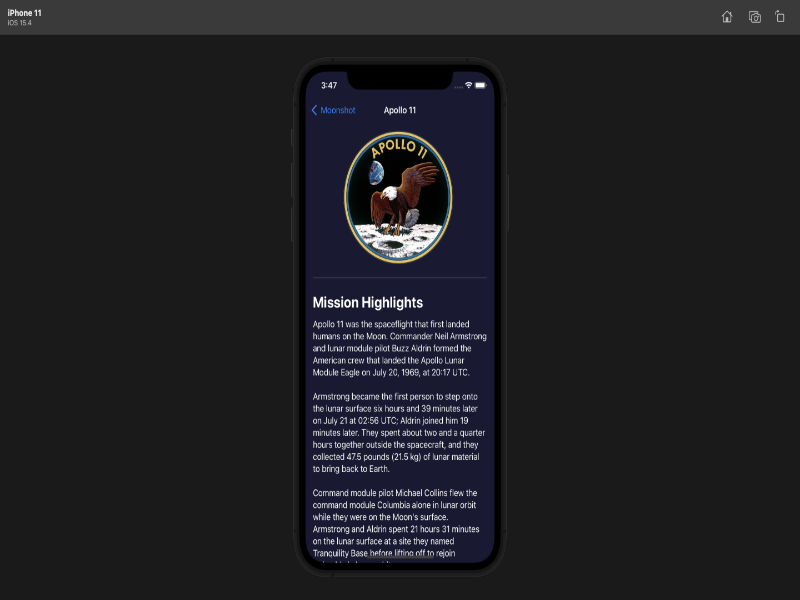 iPhone 11
iOS 15.4
3:47
Moonshot
Apollo 11
APOLLO 11
Mission Highlights
Apollo 11 was the spaceflight that first landed
humans on the Moon. Commander Neil Armstrong
and lunar module pilot Buzz Aldrin formed the
American crew that landed the Apollo Lunar
Module Eagle on July 20, 1969, at 20:17 UTC.
Armstrong became the first person to step onto
the lunar surface six hours and 39 minutes later
on July 21 at 02:56 UTC; Aldrin joined him 19
minutes later. They spent about two and a quarter
hours together outside the spacecraft, and they
collected 47.5 pounds (21.5 kg) of lunar material
to bring back to Earth.
Command module pilot Michael Collins flew the
command module Columbia alone in lunar orbit
while they were on the Moon's surface.
Armstrong and Aldrin spent 21 hours 31 minutes
on the lunar surface at a site they named
Tranquility Base before lifting off to rejoin